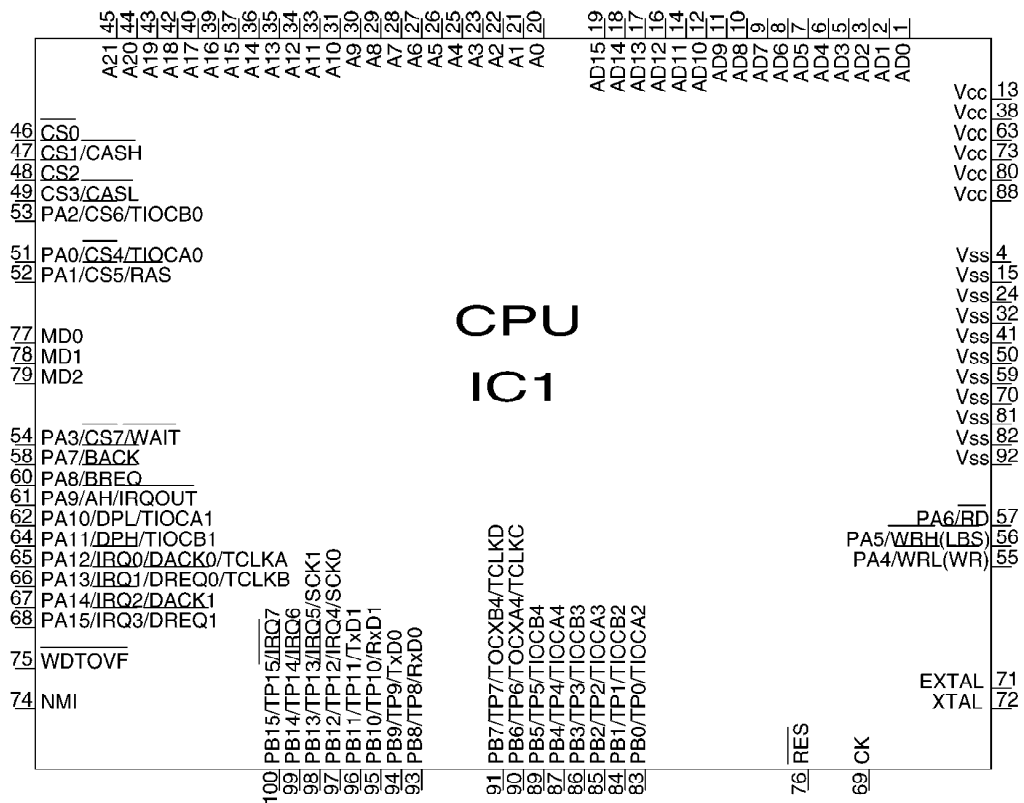 45 44 43 42 40 39 37 36 35 34 33 31 30 29 28 27 26 25 23 22 21 20 19 18 17 16 14 12 11 10 9 8 7 6 5 3 2 1
A21 A20 A19 A18 A17 A16 A15 A14 A13 A12 A11 A10 A9 A8 A7 A6 A5 A4 A3 A2 A1 A0 AD15 AD14 AD13 AD12 AD11 AD10 AD9 AD8 AD7 AD6 AD5 AD4 AD3 AD2 AD1 AD0
46 CS0
47 CS1/CASH
48 CS2
49 CS3/CASL
53 PA2/CS6/TIOCB0
51 PA0/CS4/TIOCA0
52 PA1/CS5/RAS
77 MD0
78 MD1
79 MD2
54 PA3/CS7/WAIT
58 PA7/BACK
60 PA8/BREQ
61 PA9/AH/IRQOUT
62 PA10/DPL/TIOCA1
64 PA11/DPH/TIOCB1
65 PA12/IRQ0/DACK0/TCLKA
66 PA13/IRQ1/DREQ0/TCLKB
67 PA14/IRQ2/DACK1
68 PA15/IRQ3/DREQ1
75 WDTOVF
74 NMI
CPU
IC1
Vcc 13
Vcc 38
Vcc 63
Vcc 73
Vcc 80
Vcc 88
Vss 4
Vss 15
Vss 24
Vss 32
Vss 41
Vss 50
Vss 59
Vss 70
Vss 81
Vss 82
Vss 92
PA6/RD 57
PA5/WRH(LBS) 56
PA4/WRL(WR) 55
EXTAL 71
XTAL 72
100 PB15/TP15/IRQ7
99 PB14/TP14/IRQ6
98 PB13/TP13/IRQ5/SCK1
97 PB12/TP12/IRQ4/SCK0
96 PB11/TP11/TxD1
95 PB10/TP10/RxD1
94 PB9/TP9/TxD0
93 PB8/TP8/RxD0
91 PB7/TP7/TOCXB4/TCLKD
90 PB6/TP6/TOCXA4/TCLKC
89 PB5/TP5/TIOCB4
87 PB4/TP4/TIOCA4
86 PB3/TP3/TIOCB3
85 PB2/TP2/TIOCA3
84 PB1/TP1/TIOCB2
83 PB0/TP0/TIOCA2
76 RES
69 CK